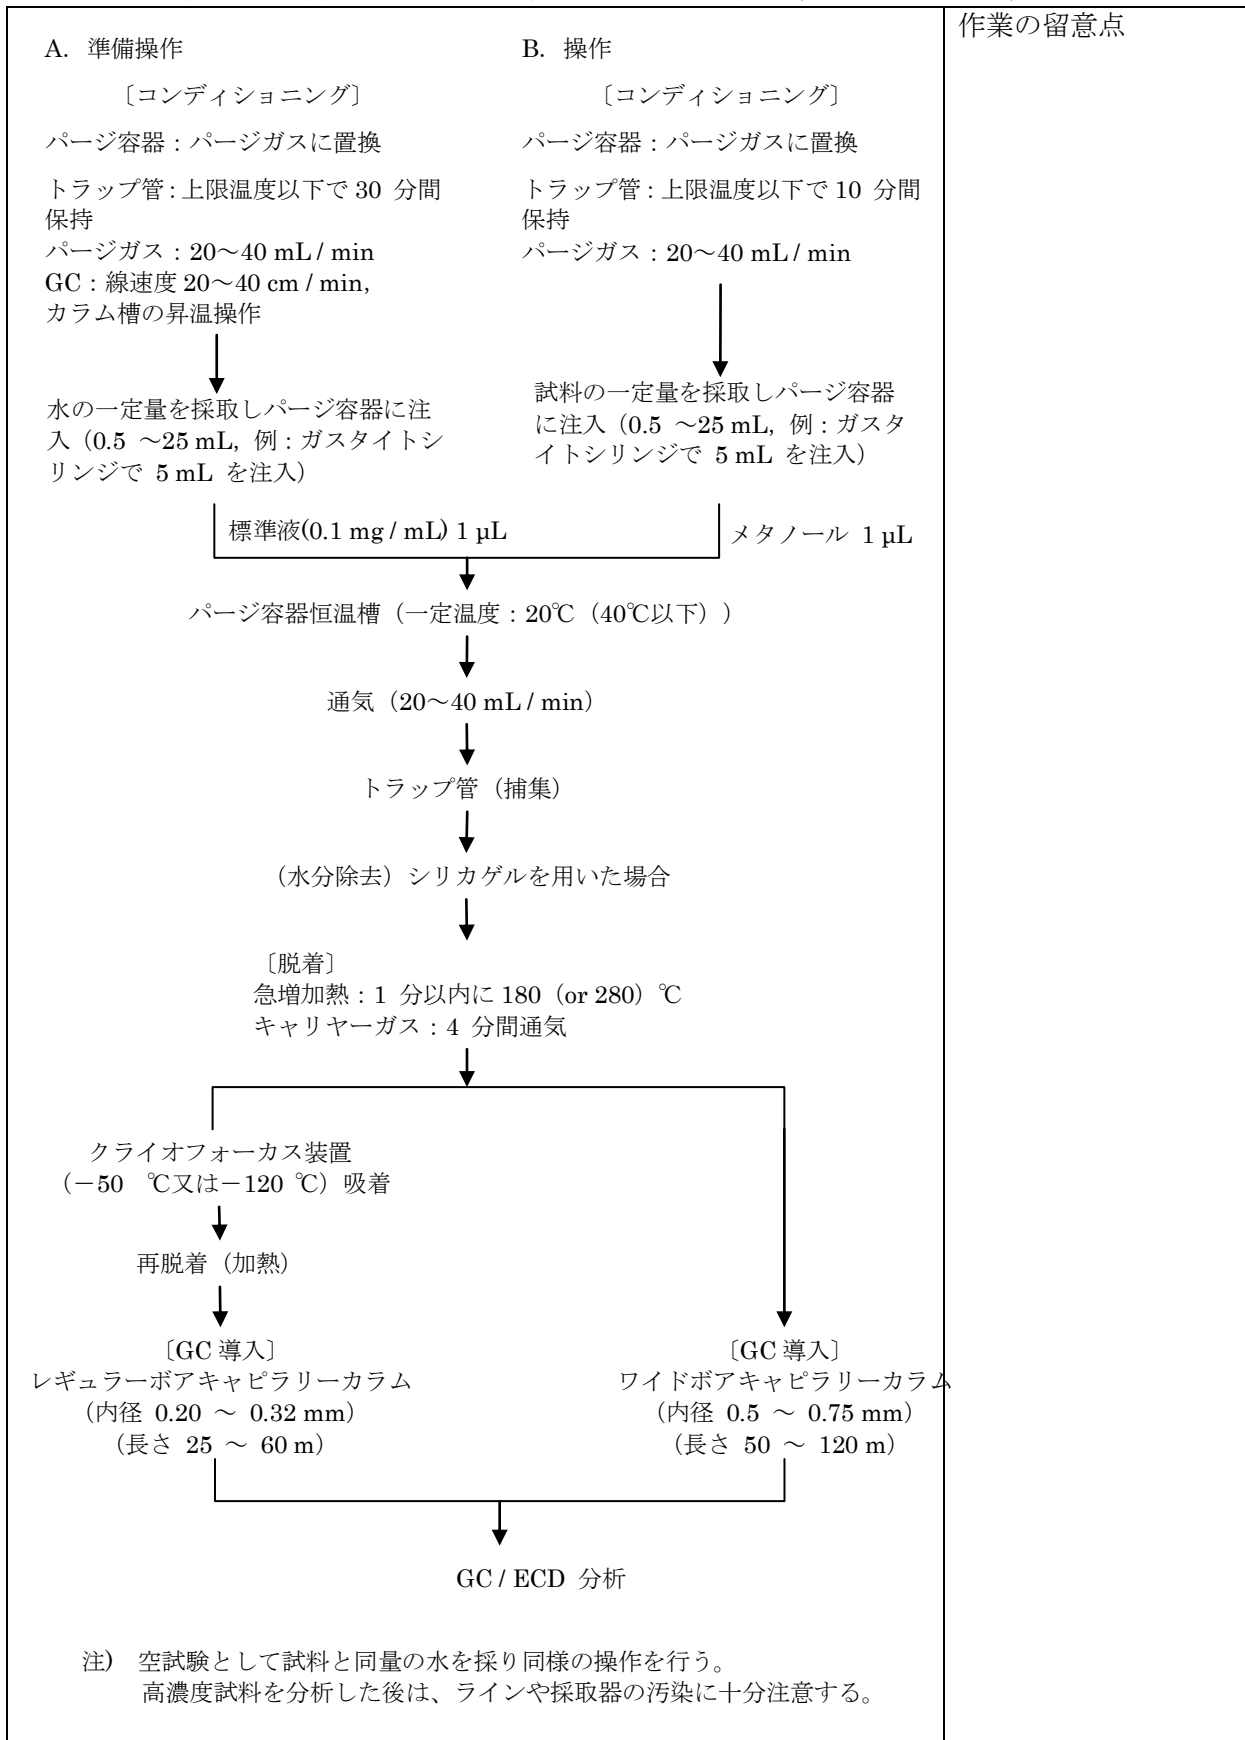 作業の留意点
A. 準備操作
〔コンディショニング〕
パージ容器：パージガスに置換
トラップ管：上限温度以下で 30 分間
保持
パージガス：20～40 mL / min
GC：線速度 20～40 cm / min,
カラム槽の昇温操作
水の一定量を採取しパージ容器に注
入（0.5 ～25 mL, 例：ガスタイトシ
リンジで 5 mL を注入）
標準液(0.1 mg / mL) 1 µL
B. 操作
〔コンディショニング〕
パージ容器：パージガスに置換
トラップ管：上限温度以下で 10 分間
保持
パージガス：20～40 mL / min
試料の一定量を採取しパージ容器
に注入（0.5 ～25 mL, 例：ガスタ
イトシリンジで 5 mL を注入）
メタノール 1 µL
パージ容器恒温槽（一定温度：20℃（40℃以下））
通気（20～40 mL / min）
トラップ管（捕集）
（水分除去）シリカゲルを用いた場合
〔脱着〕
急増加熱：1 分以内に 180（or 280）℃
キャリヤーガス：4 分間通気
クライオフォーカス装置
（－50 ℃又は－120 ℃）吸着
再脱着（加熱）
〔GC 導入〕
レギュラーボアキャピラリーカラム
（内径 0.20 ～ 0.32 mm）
（長さ 25 ～ 60 m）
〔GC 導入〕
ワイドボアキャピラリーカラム
（内径 0.5 ～ 0.75 mm）
（長さ 50 ～ 120 m）
GC / ECD 分析
注) 空試験として試料と同量の水を採り同様の操作を行う。
高濃度試料を分析した後は、ラインや採取器の汚染に十分注意する。